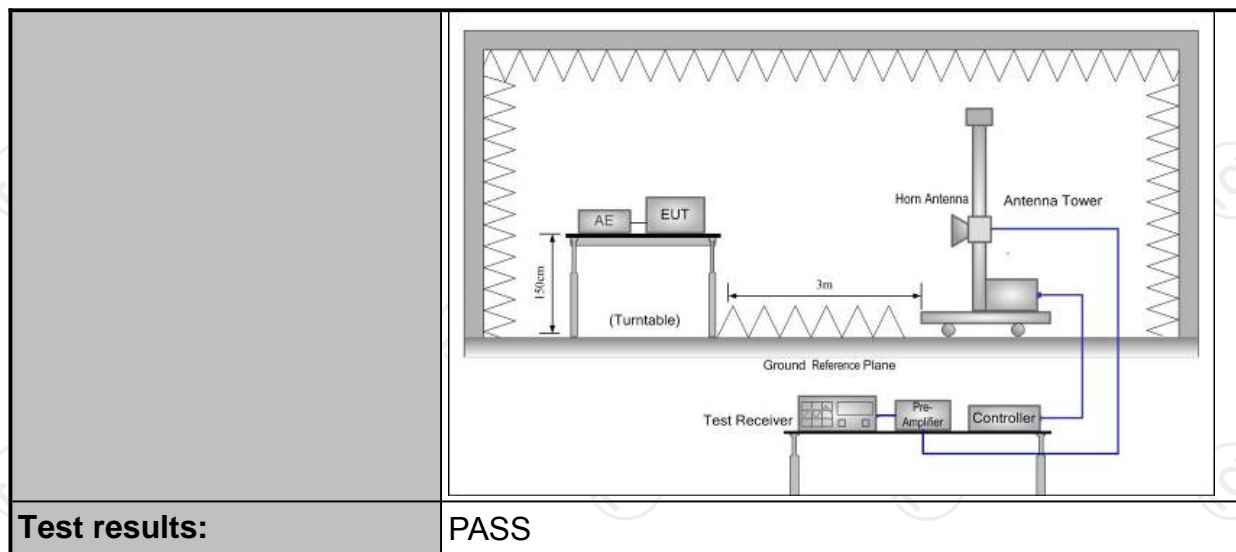 Horn Antenna
Antenna Tower
AE
EUT
150cm
3m
(Turntable)
Ground Reference Plane
Test Receiver
Pre-
Amplifier
Controller
Test results:
PASS